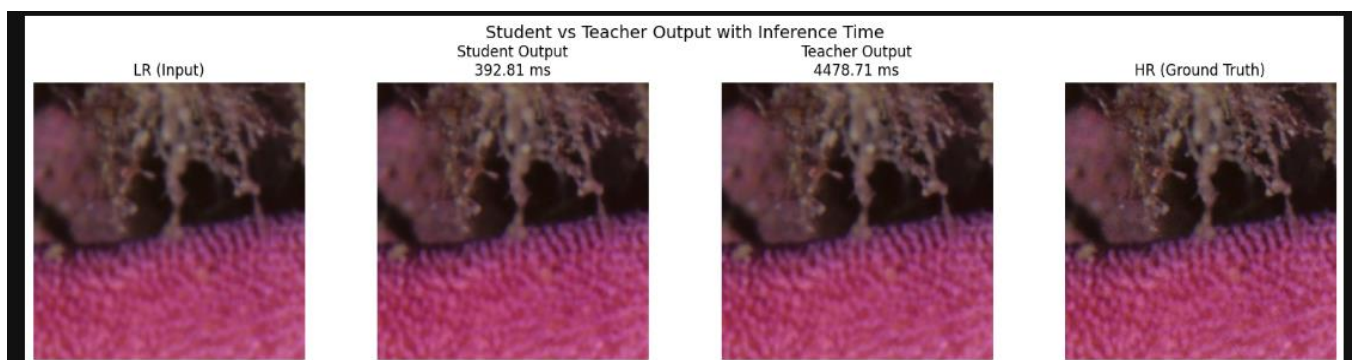 Student vs Teacher Output with Inference Time
LR (Input)
Student Output
392.81 ms
Teacher Output
4478.71 ms
HR (Ground Truth)